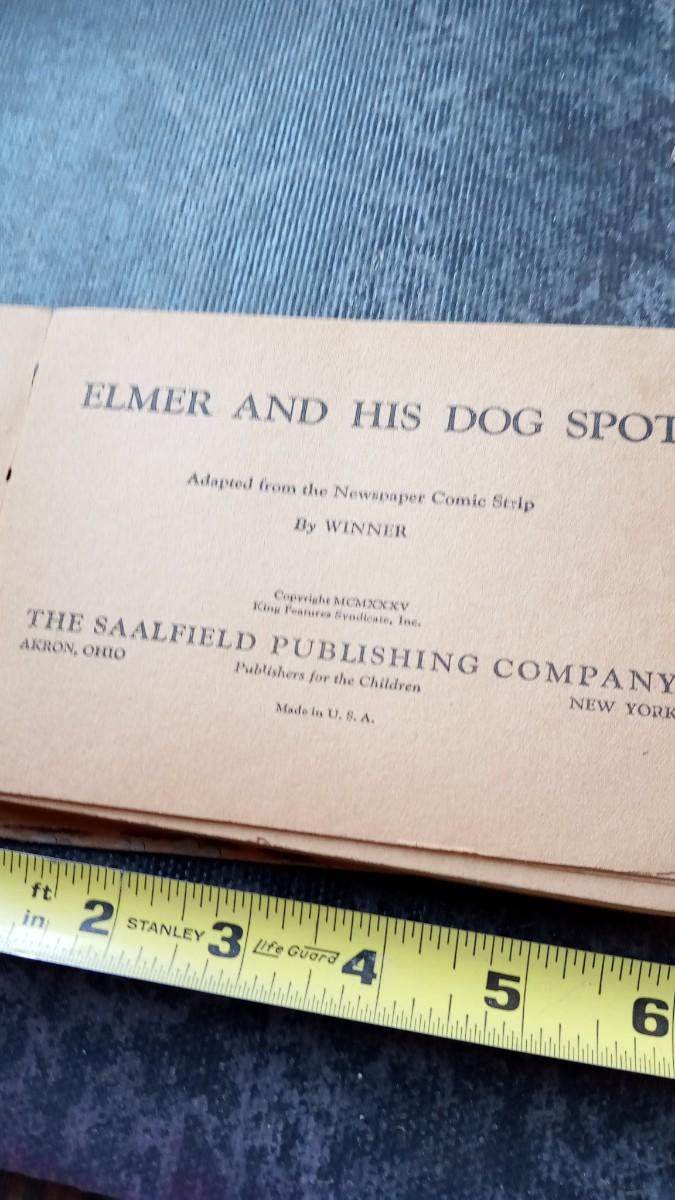 ELMER AND HIS DOG SPOT
Adapted from the Newspaper Comic Strip
By WINNER
Copyright MCMXXXV
King Features Syndicate, Inc.
THE SAALFIELD PUBLISHING COMPANY
AKRON, OHIO
Publishers for the Children
NEW YORK
Made in U. S. A.
ft
in 2 STANLEY 3 Life Guard 4 5 6